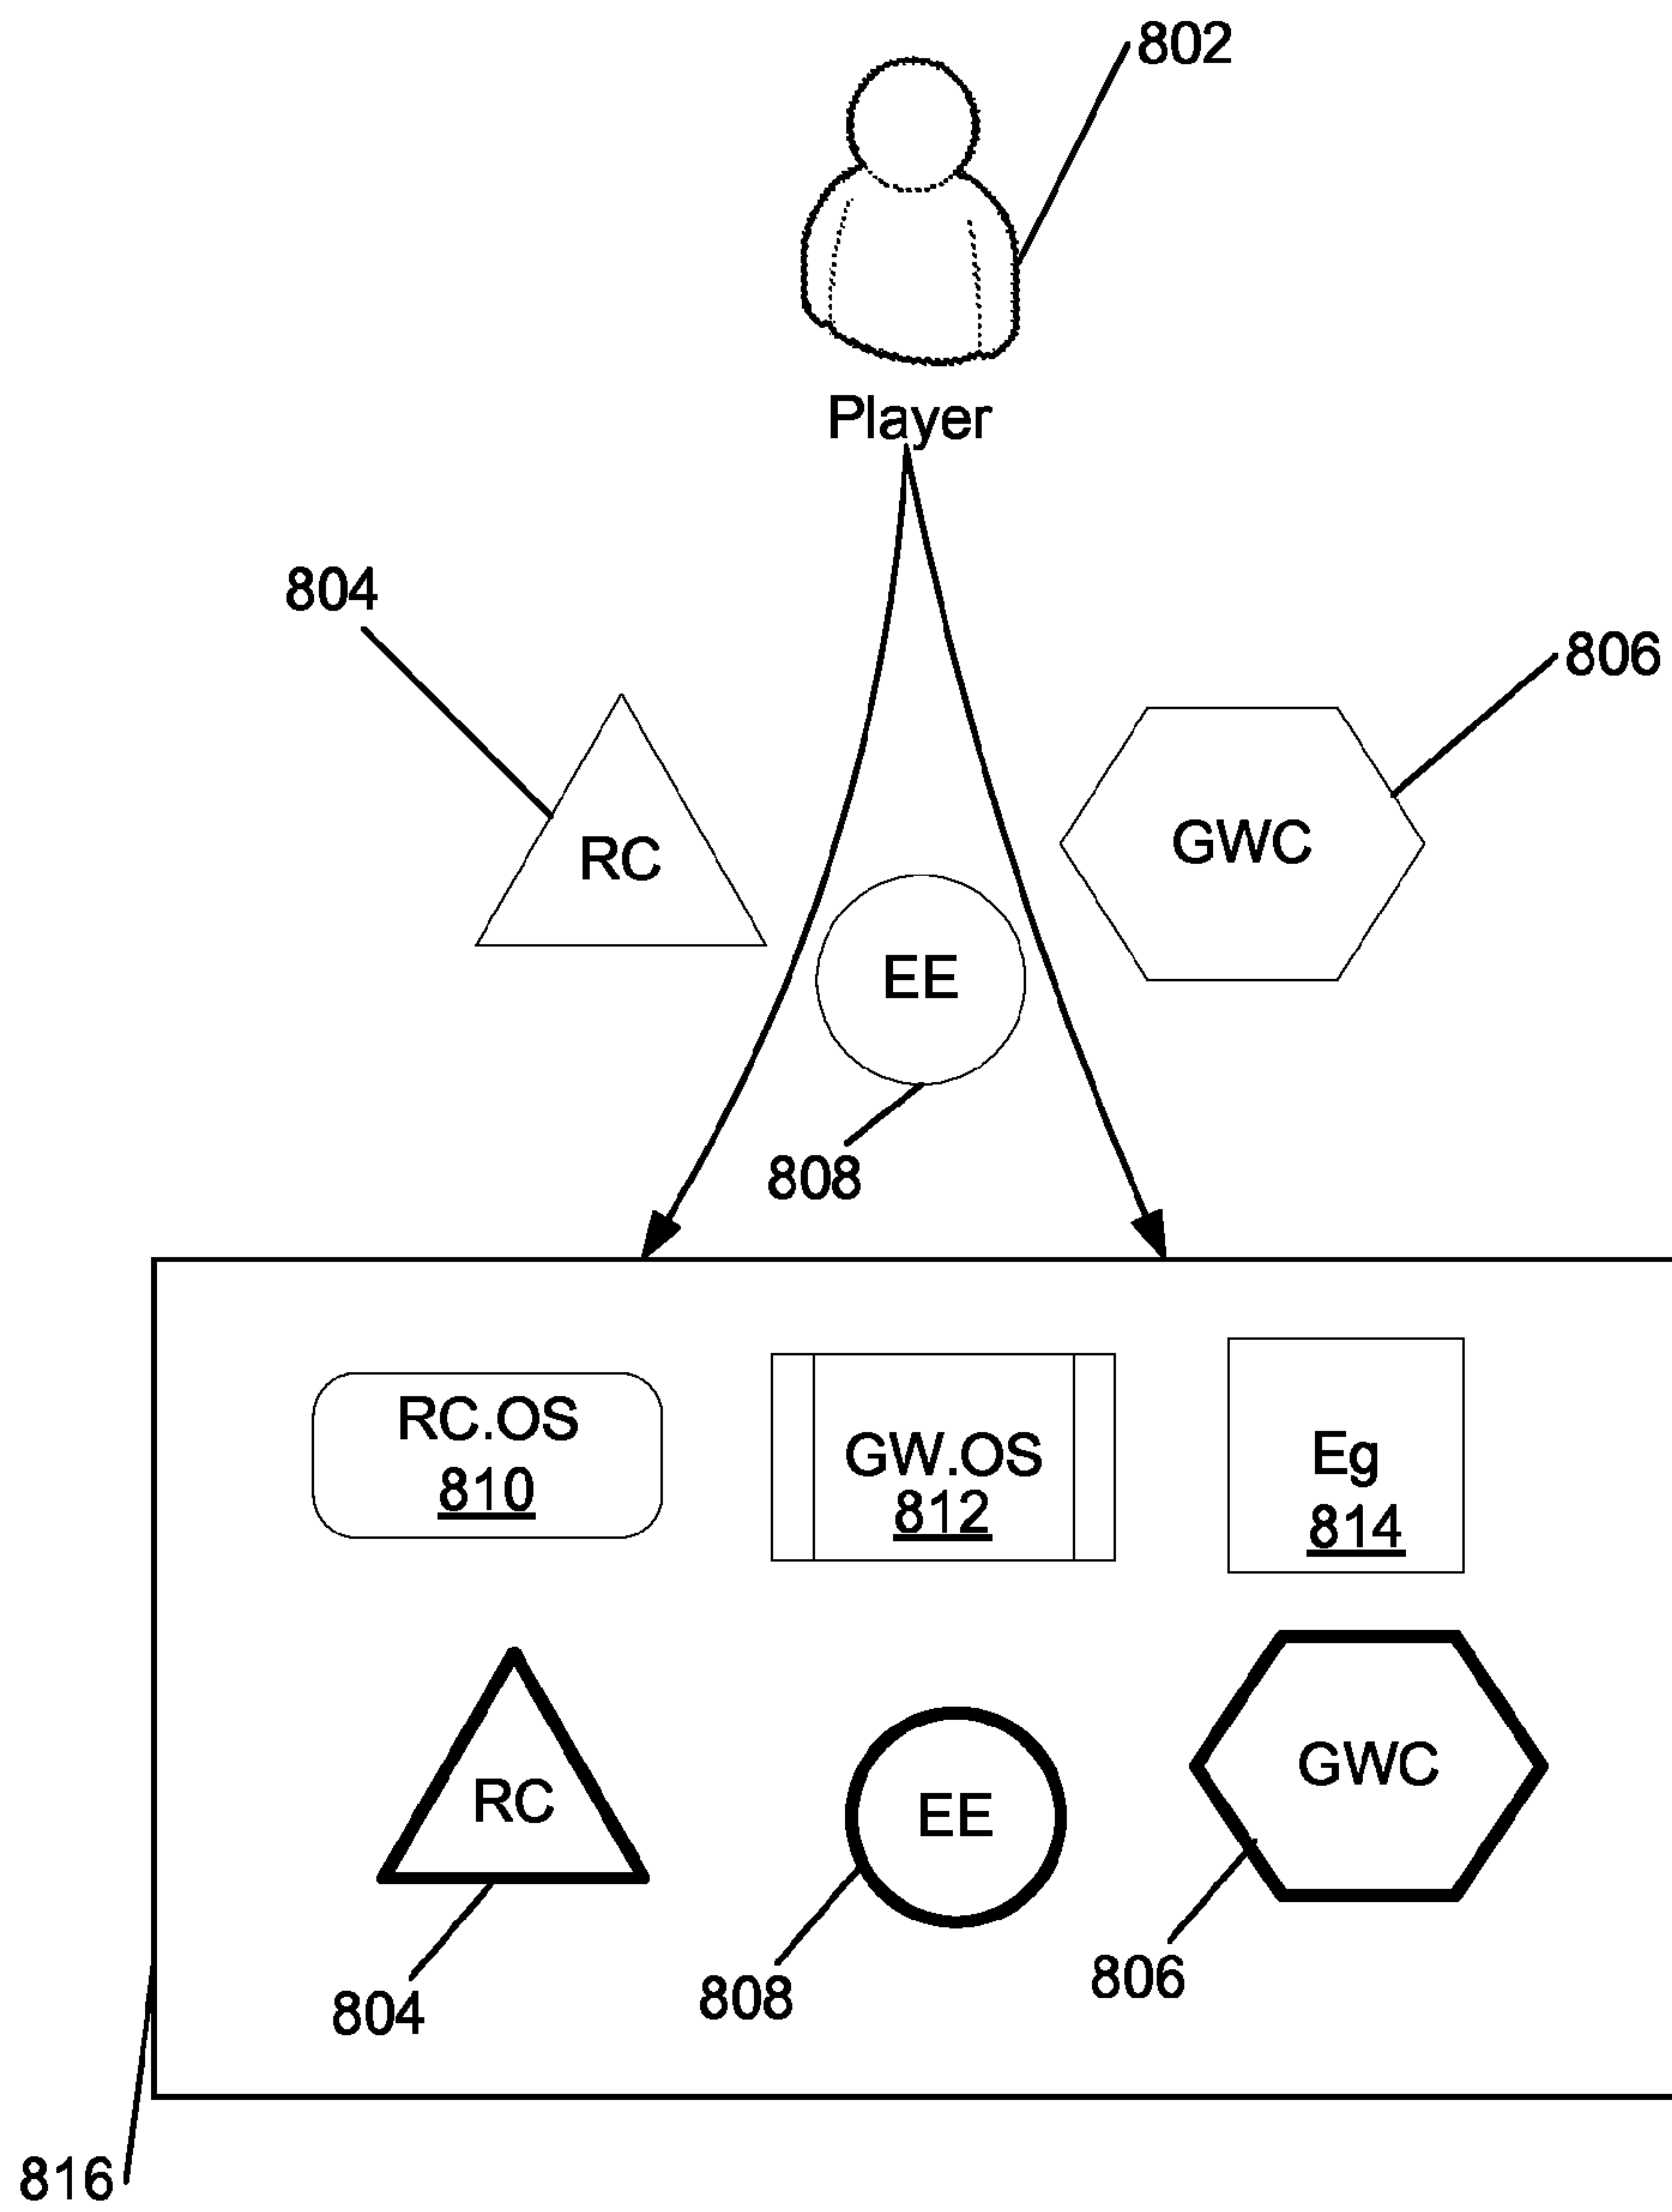 802
Player
804
806
RC
GWC
EE
808
RC.OS
810
GW.OS
812
Eg
814
RC
EE
GWC
804
808
806
816